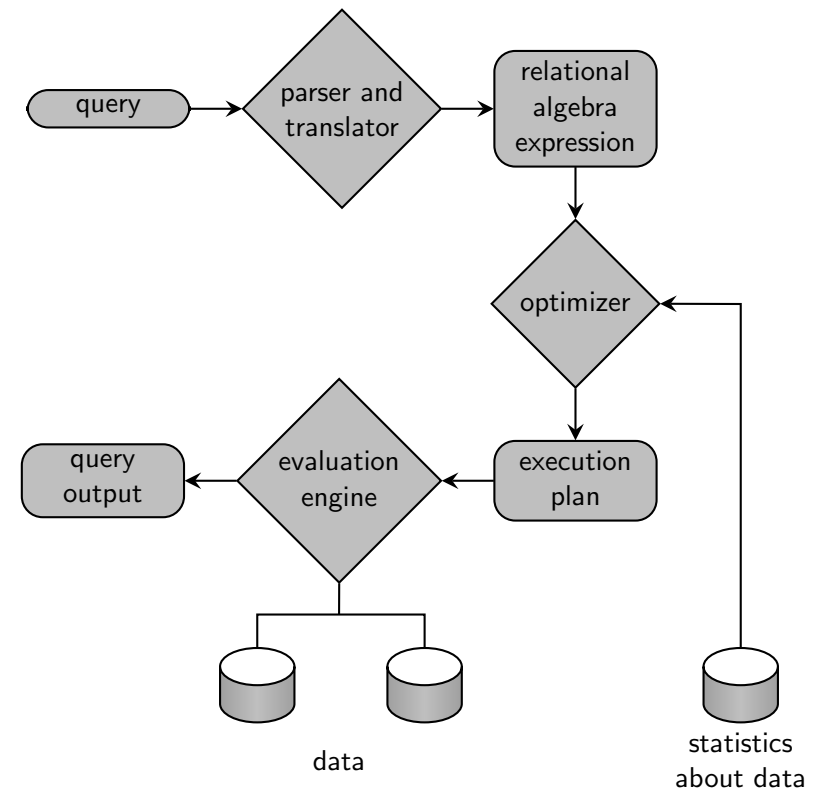 query
parser and
translator
relational
algebra
expression
optimizer
execution
plan
evaluation
engine
query
output
data
statistics
about data